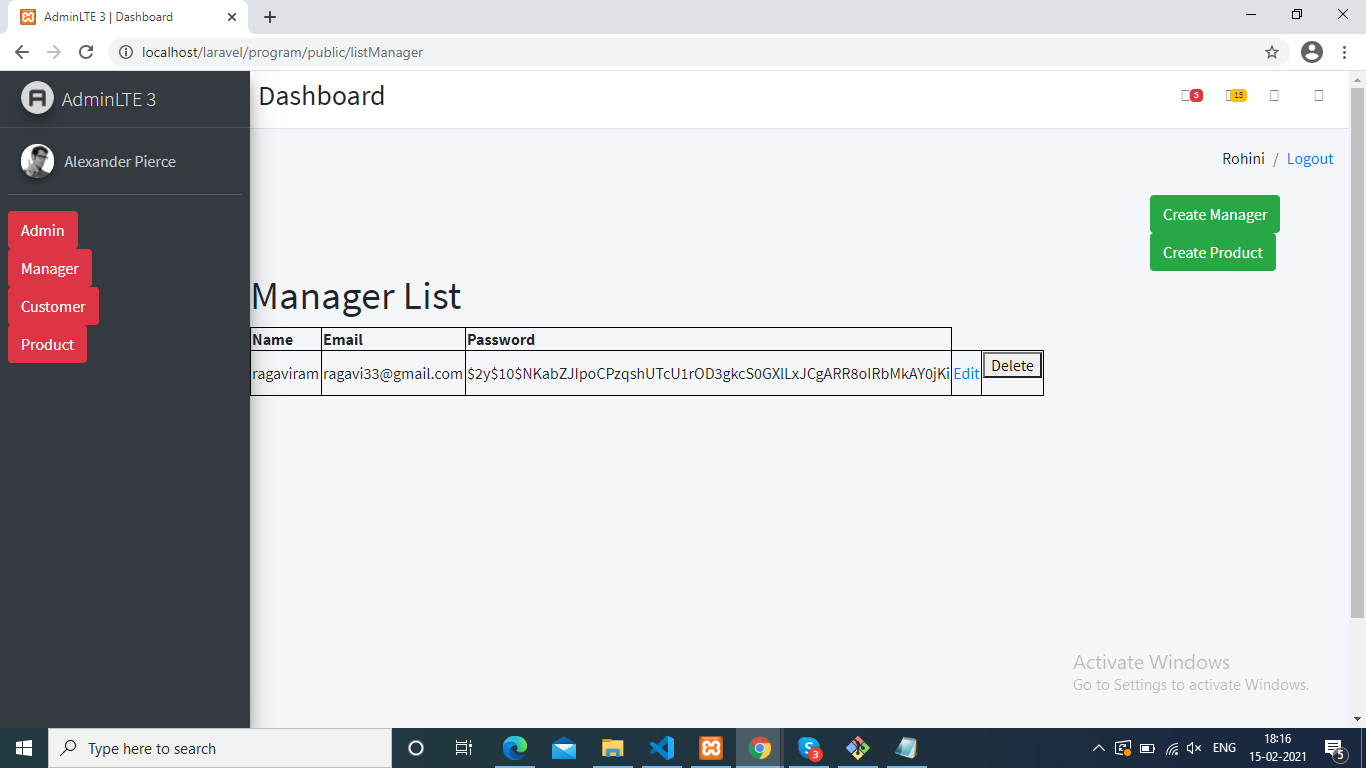 AdminLTE 3 | Dashboard
localhost/laravel/program/public/listManager
AdminLTE 3
Dashboard
3
15
Alexander Pierce
Rohini / Logout
Admin
Manager
Customer
Product
Create Manager
Create Product
Manager List
Name Email Password
ragaviram ragavi33@gmail.com $2y$10$NKabZJIpoCPzqshUTcU1rOD3gkcS0GXlLxJCgARR8oIRbMkAY0jKi Edit Delete
Activate Windows
Go to Settings to activate Windows.
Type here to search
3
ENG
18:16
15-02-2021
5